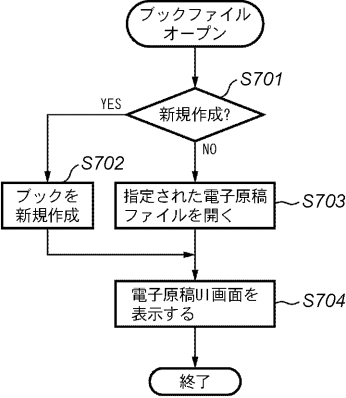 ブックファイル
オープン
S701
YES
新規作成?
NO
S702
ブックを
新規作成
指定された電子原稿
ファイルを開く
S703
電子原稿UI画面を
表示する
S704
終了